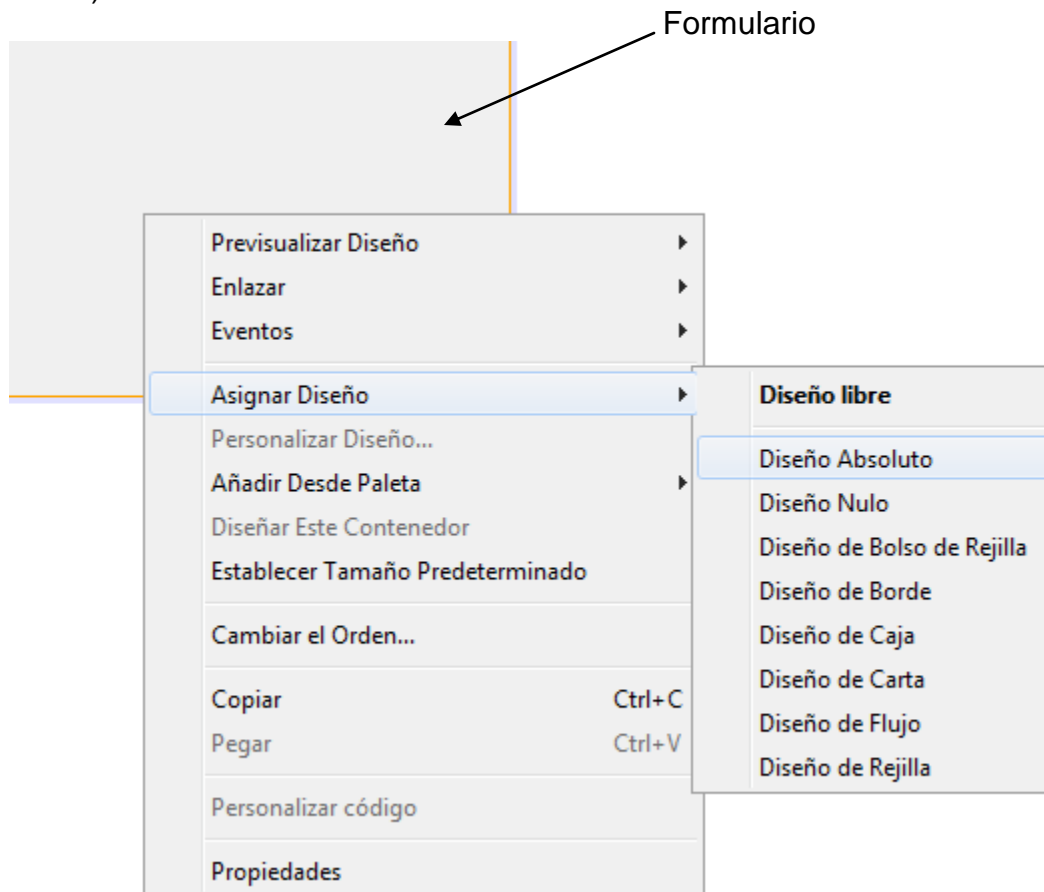 Formulario
Previsualizar Diseño
Enlazar
Eventos
Asignar Diseño
Personalizar Diseño...
Añadir Desde Paleta
Diseñar Este Contenedor
Establecer Tamaño Predeterminado
Cambiar el Orden...
Copiar Ctrl+C
Pegar Ctrl+V
Personalizar código
Propiedades
Diseño libre
Diseño Absoluto
Diseño Nulo
Diseño de Bolso de Rejilla
Diseño de Borde
Diseño de Caja
Diseño de Carta
Diseño de Flujo
Diseño de Rejilla